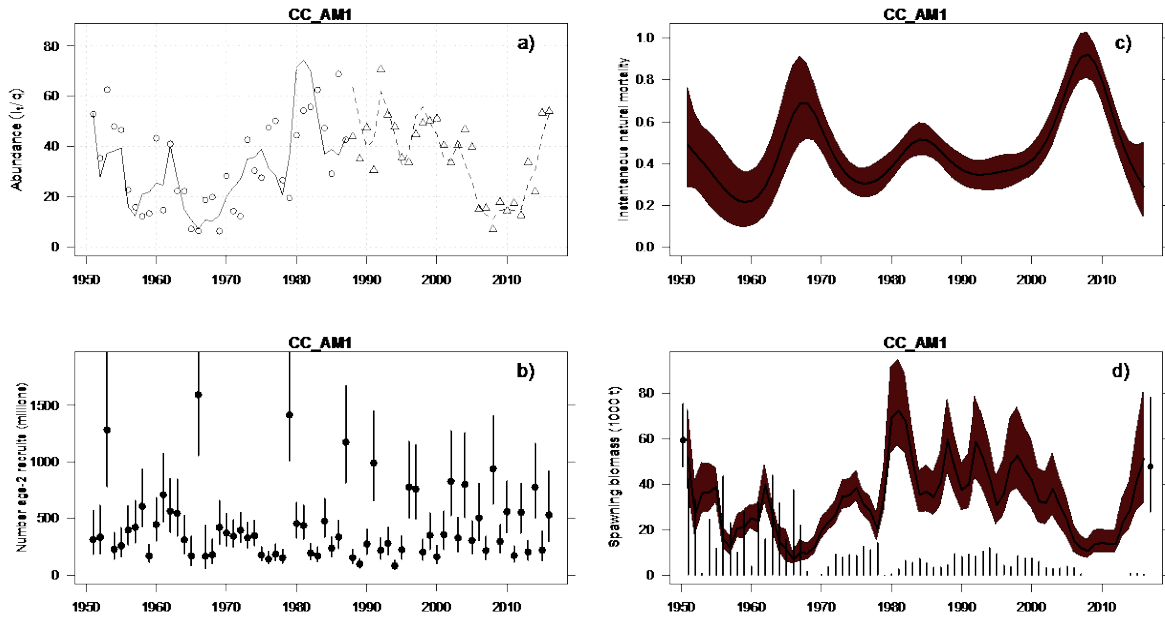 CC_AM1
a)
Abundance (It/q)
80
60
40
20
0
1950 1960 1970 1980 1990 2000 2010
CC_AM1
c)
Instantaneous natural mortality
1.0
0.8
0.6
0.4
0.2
0.0
1950 1960 1970 1980 1990 2000 2010
CC_AM1
b)
Number age-2 recruits (millions)
1500
1000
500
0
1950 1960 1970 1980 1990 2000 2010
CC_AM1
d)
Spawning biomass (1000 t)
80
60
40
20
0
1950 1960 1970 1980 1990 2000 2010